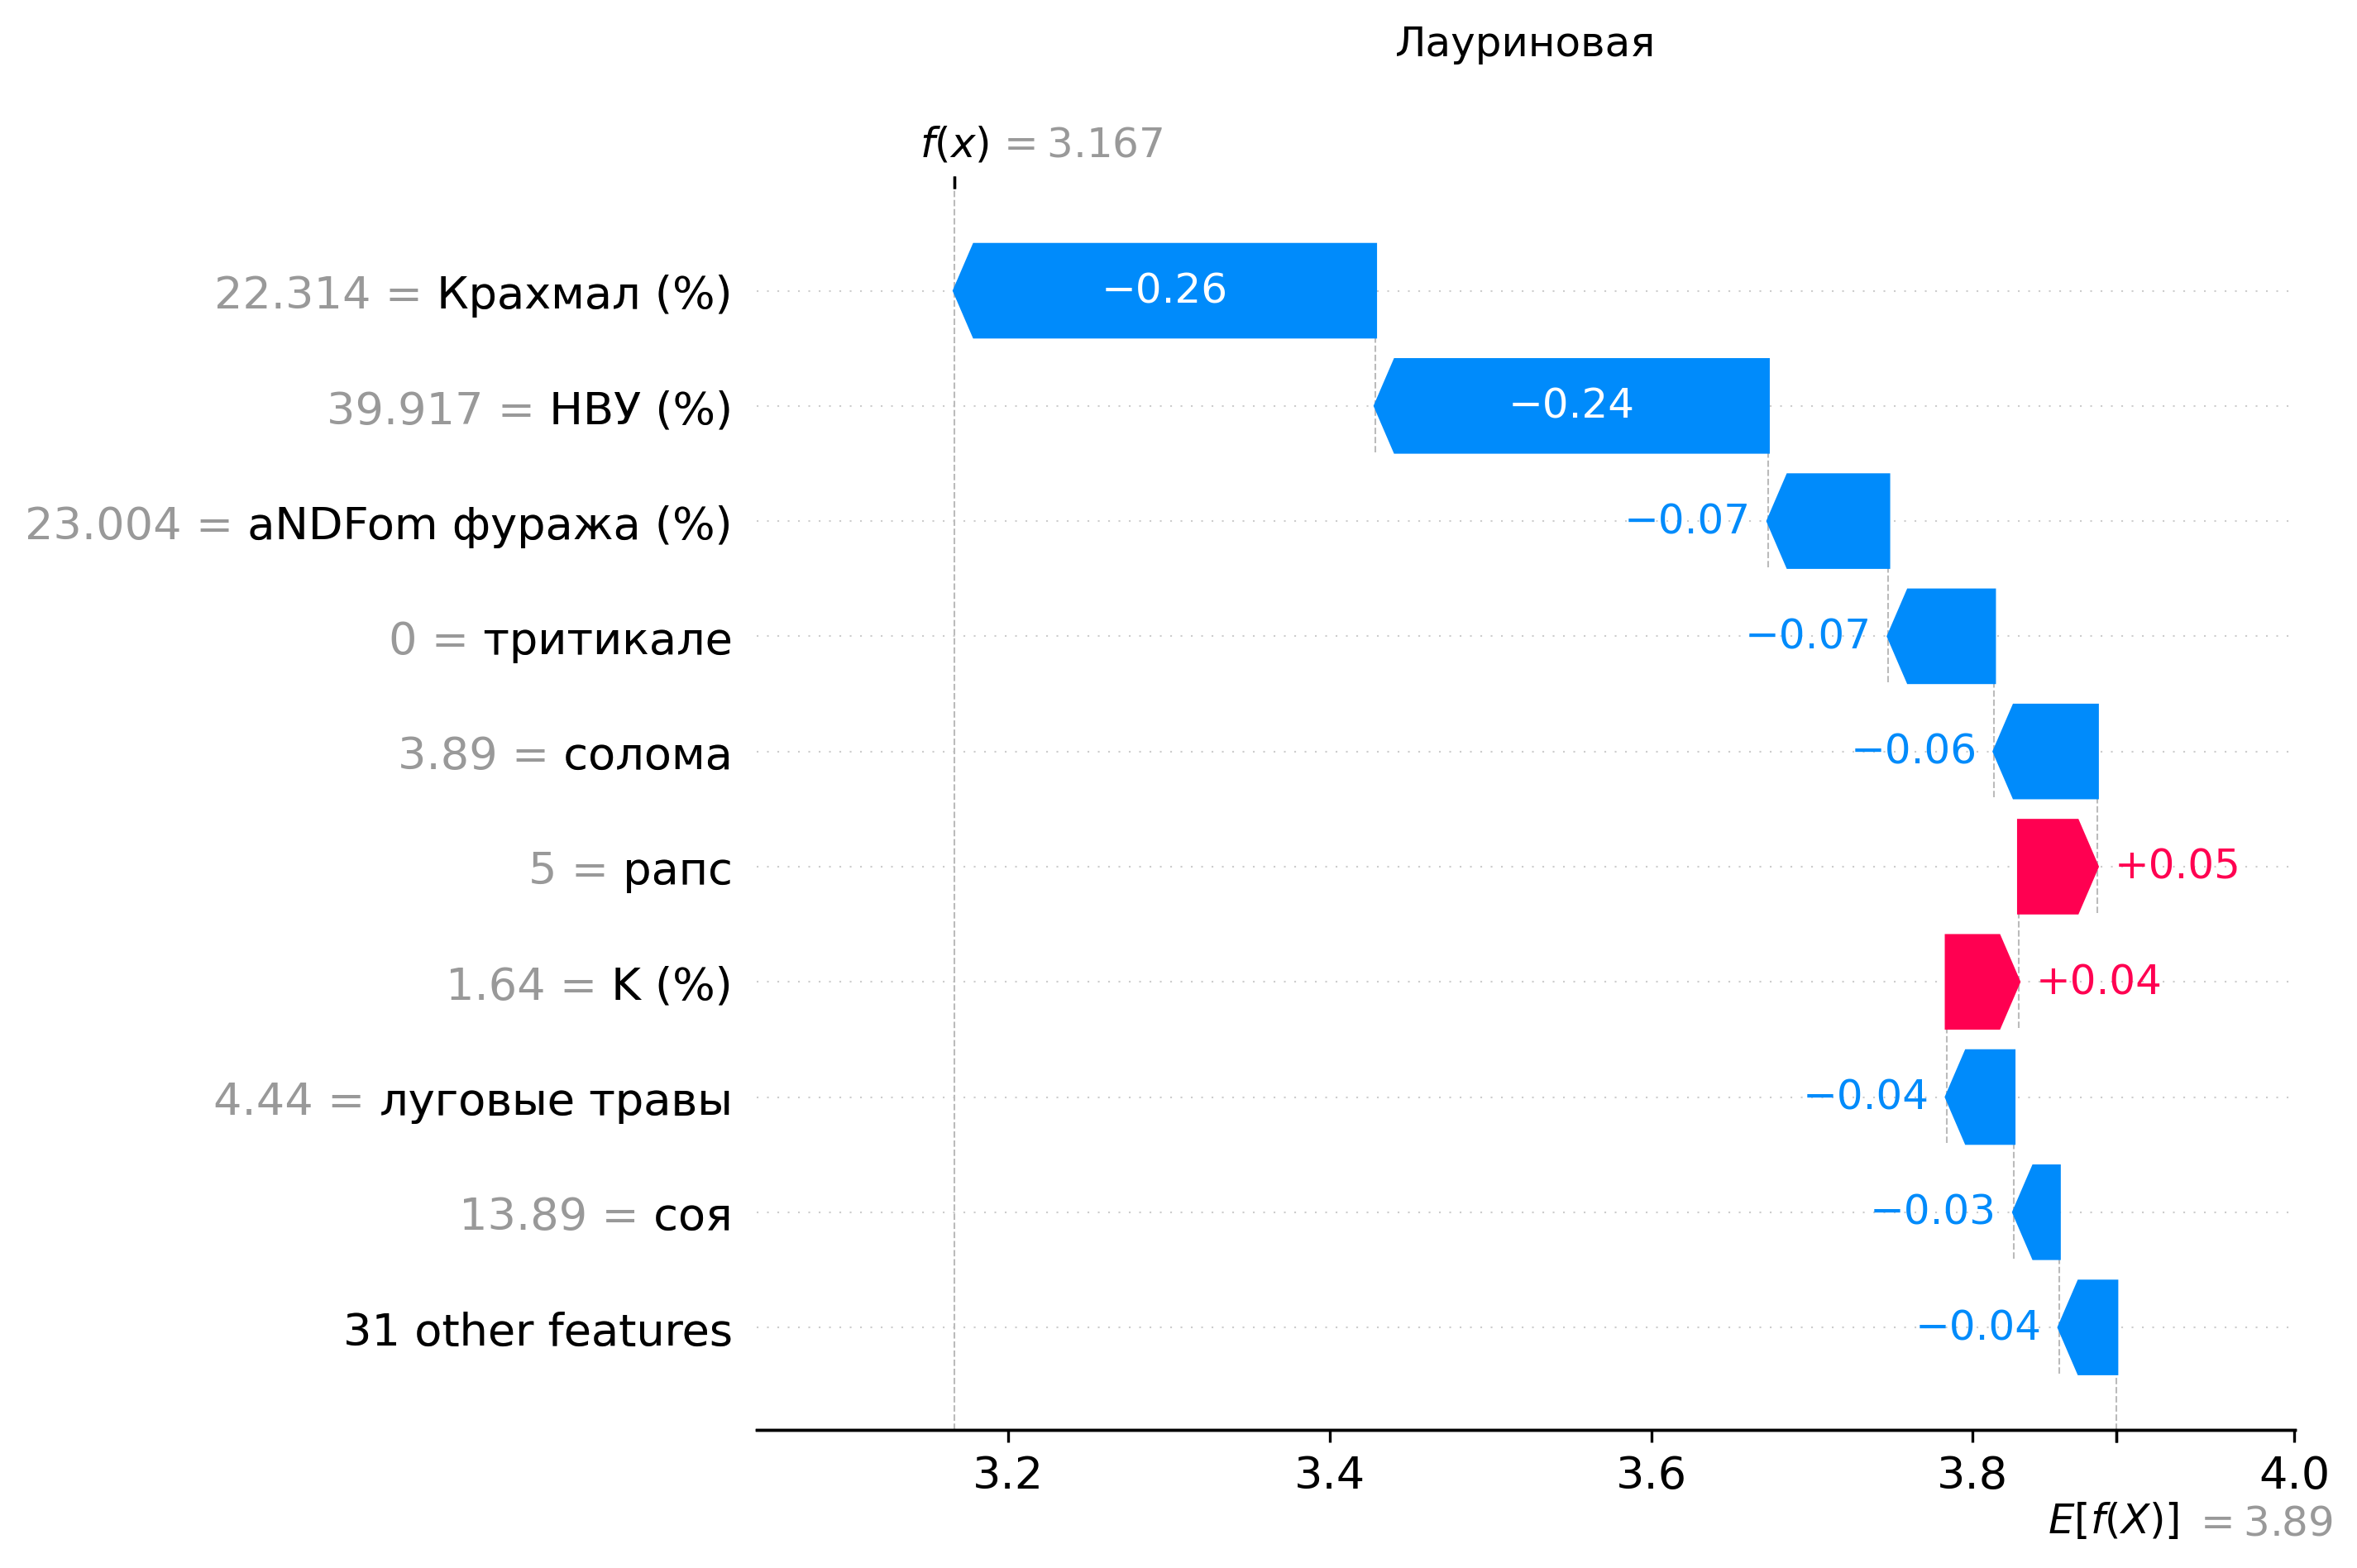 Лауриновая
f(x) = 3.167
22.314 = Крахмал (%)
−0.26
39.917 = НВУ (%)
−0.24
23.004 = aNDFom фуража (%)
−0.07
0 = тритикале
−0.07
3.89 = солома
−0.06
5 = рапс
+0.05
1.64 = K (%)
+0.04
4.44 = луговые травы
−0.04
13.89 = соя
−0.03
31 other features
−0.04
3.2 3.4 3.6 3.8 4.0
E[f(X)] = 3.89